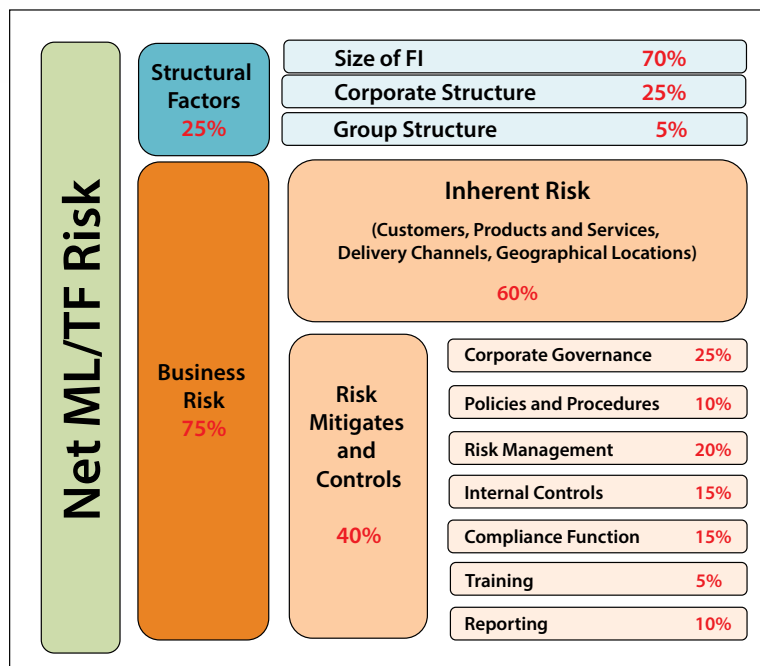 Net ML/TF Risk
Structural
Factors
25%
Size of FI 70%
Corporate Structure 25%
Group Structure 5%
Business
Risk
75%
Inherent Risk
(Customers, Products and Services,
Delivery Channels, Geographical Locations)
60%
Risk
Mitigates
and
Controls
40%
Corporate Governance 25%
Policies and Procedures 10%
Risk Management 20%
Internal Controls 15%
Compliance Function 15%
Training 5%
Reporting 10%